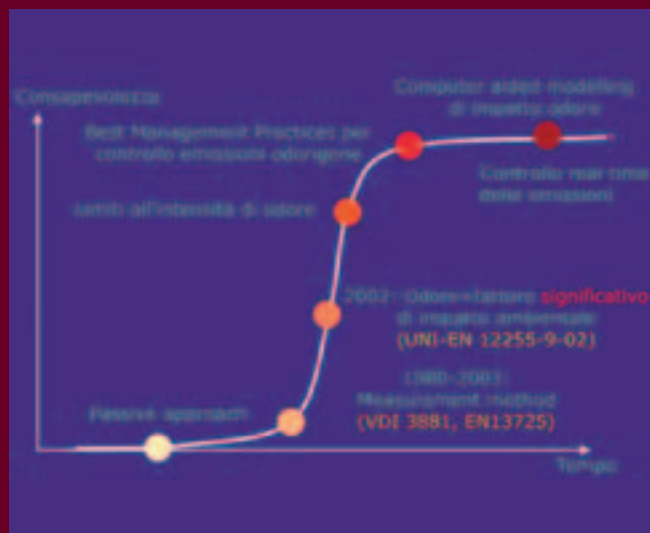 Consapevolezza
Computer aided modelling
di impatto odore
Best Management Practices per
controllo emissioni odorigene
Controllo real time
delle emissioni
Limiti all'intensità di odore
2002: Odore=fattore significativo
di impatto ambientale
(UNI-EN 12255-9-02)
1980-2003:
Measurement method
(VDI 3881, EN13725)
Passive approach
Tempo